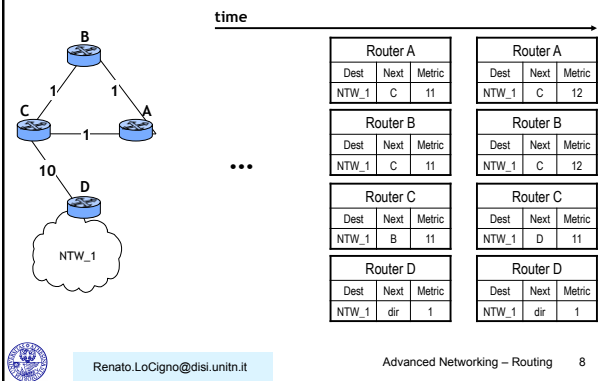 time
B
1
1
C
A
1
10
D
NTW_1
...
Router A
Dest Next Metric
NTW_1 C 11
Router A
Dest Next Metric
NTW_1 C 12
Router B
Dest Next Metric
NTW_1 C 11
Router B
Dest Next Metric
NTW_1 C 12
Router C
Dest Next Metric
NTW_1 B 11
Router C
Dest Next Metric
NTW_1 D 11
Router D
Dest Next Metric
NTW_1 dir 1
Router D
Dest Next Metric
NTW_1 dir 1
Renato.LoCigno@disi.unitn.it
Advanced Networking – Routing 8